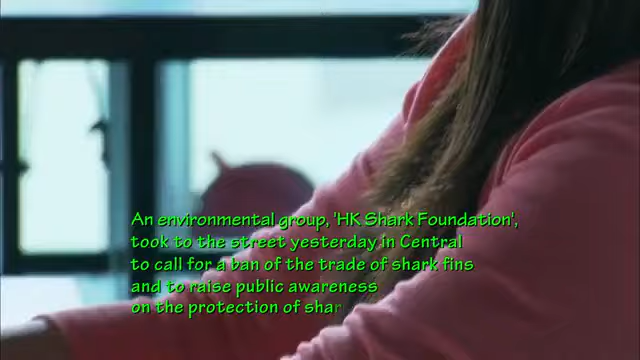 An environmental group, 'HK Shark Foundation',
took to the street yesterday in Central
to call for a ban of the trade of shark fins
and to raise public awareness
on the protection of shar